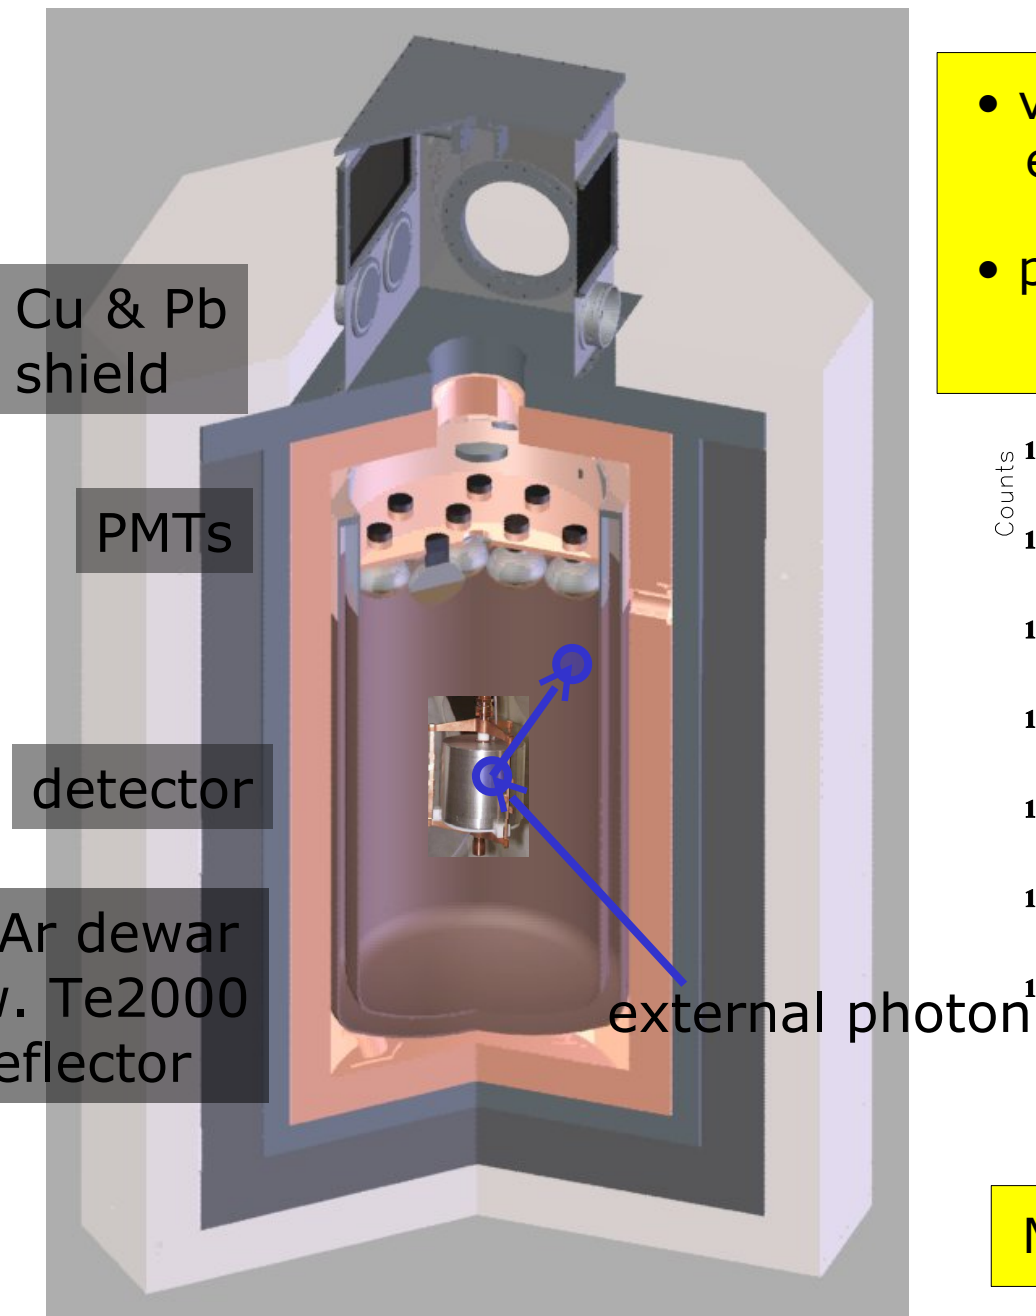 Cu & Pb
shield
PMTs
detector
Ar dewar
w. Te2000
eflector
external photon
Counts